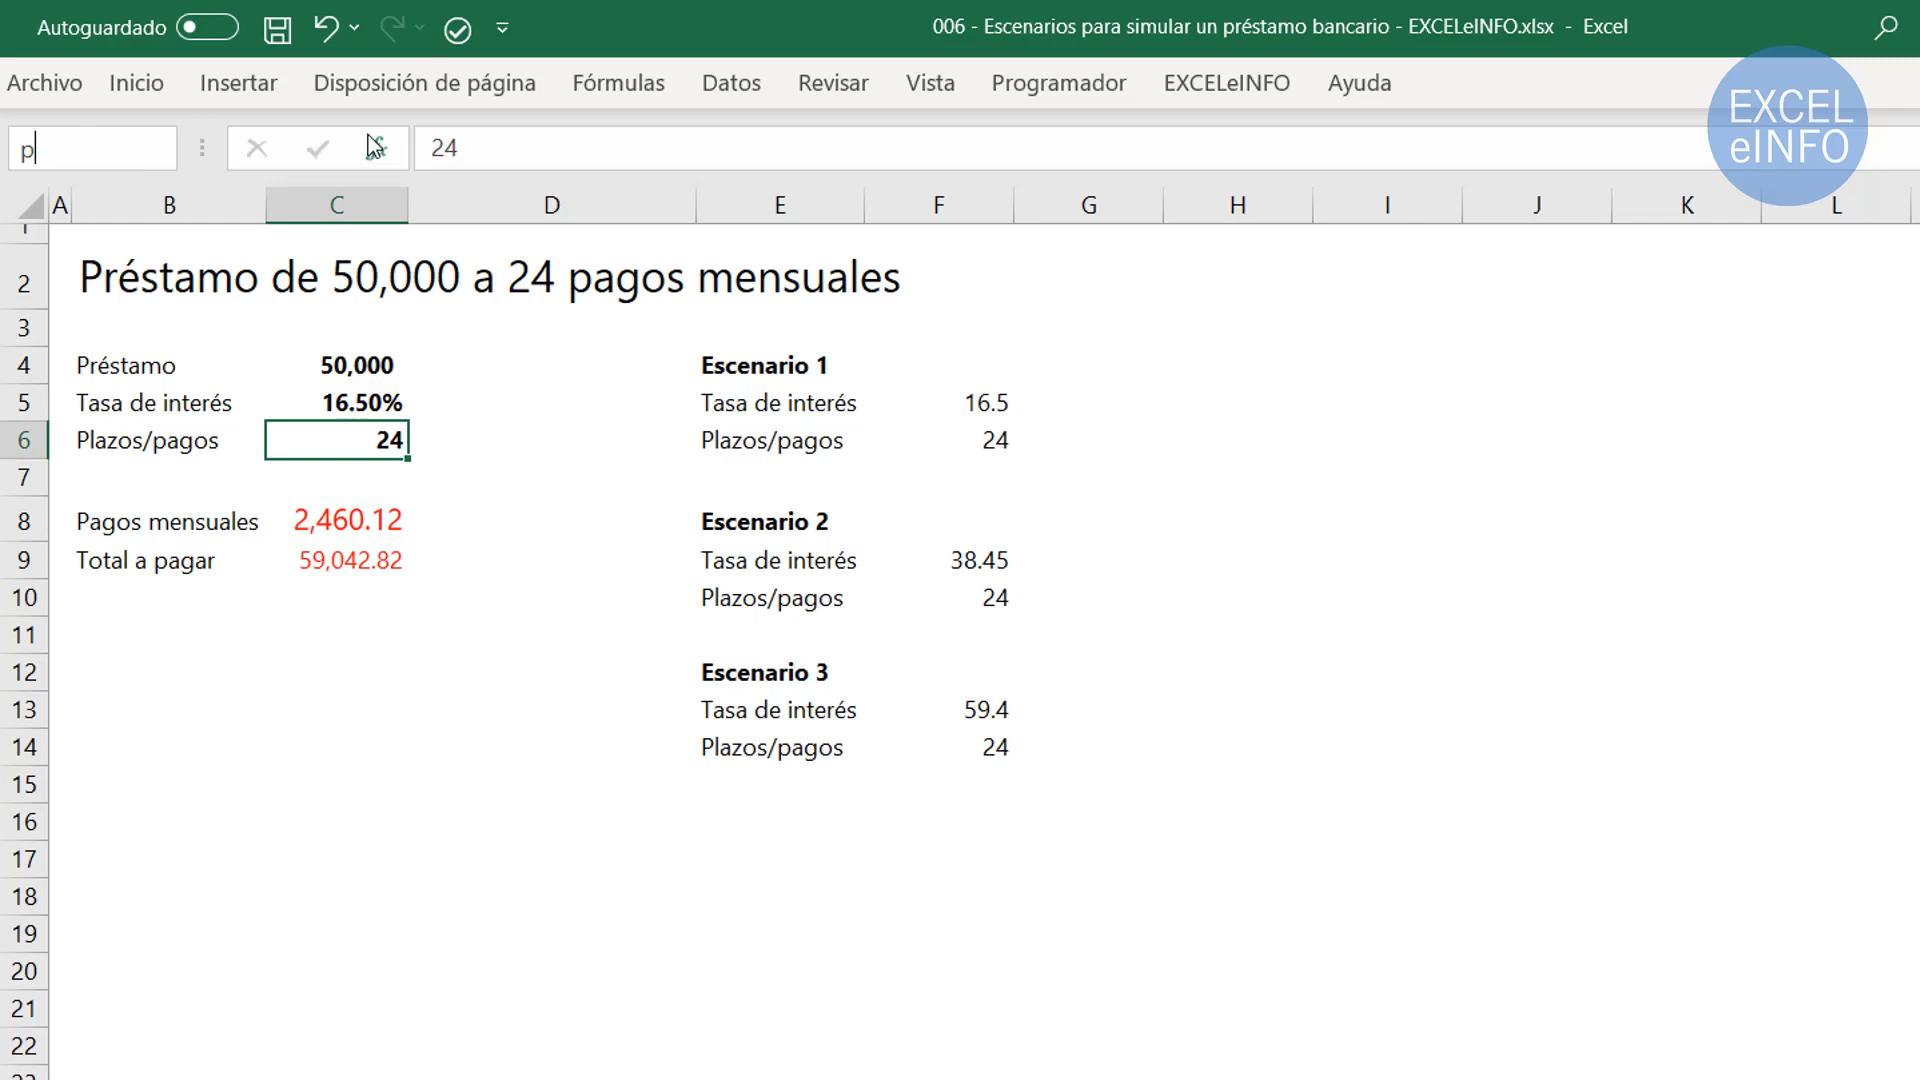 Autoguardado
006 - Escenarios para simular un préstamo bancario - EXCELeINFO.xlsx - Excel
Archivo Inicio Insertar Disposición de página Fórmulas Datos Revisar Vista Programador EXCELeINFO Ayuda
EXCEL
eINFO
p 24
A B C D E F G H I J K L
1
2 Préstamo de 50,000 a 24 pagos mensuales
3
4 Préstamo 50,000 Escenario 1
5 Tasa de interés 16.50% Tasa de interés 16.5
6 Plazos/pagos 24 Plazos/pagos 24
7
8 Pagos mensuales 2,460.12 Escenario 2
9 Total a pagar 59,042.82 Tasa de interés 38.45
10 Plazos/pagos 24
11
12 Escenario 3
13 Tasa de interés 59.4
14 Plazos/pagos 24
15
16
17
18
19
20
21
22